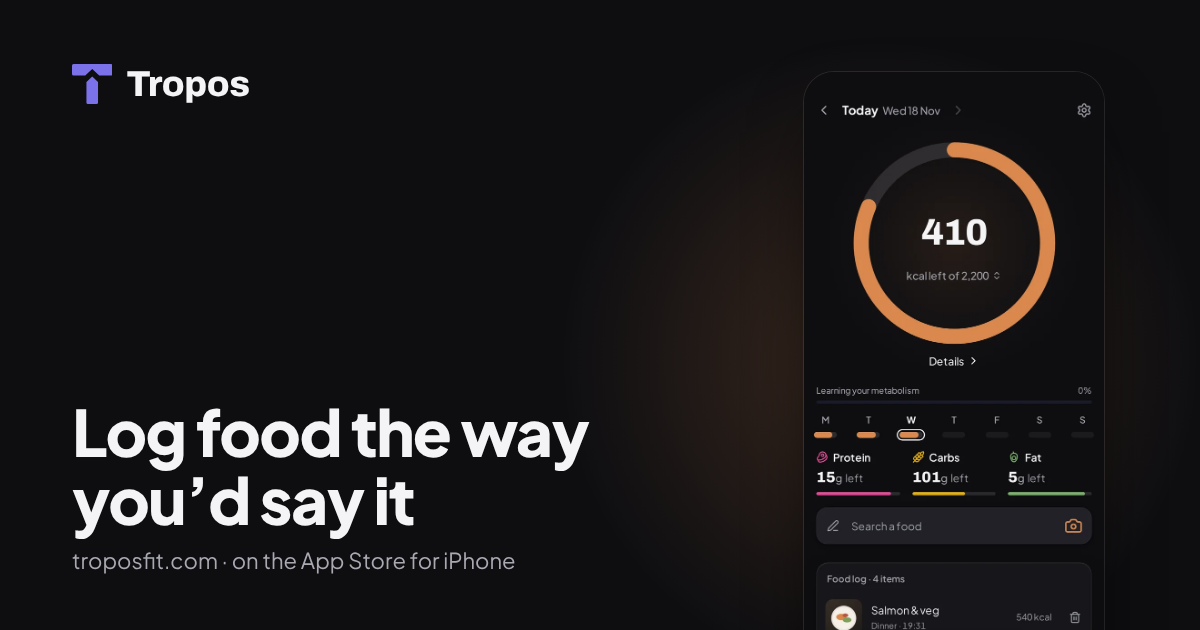 Tropos
Log food the way
you’d say it
troposfit.com · on the App Store for iPhone
Today Wed 18 Nov
410
kcal left of 2,200
Details
Learning your metabolism 0%
M T W T F S S
Protein Carbs Fat
15g left 101g left 5g left
Search a food
Food log · 4 items
Salmon & veg 540 kcal
Dinner · 19:31